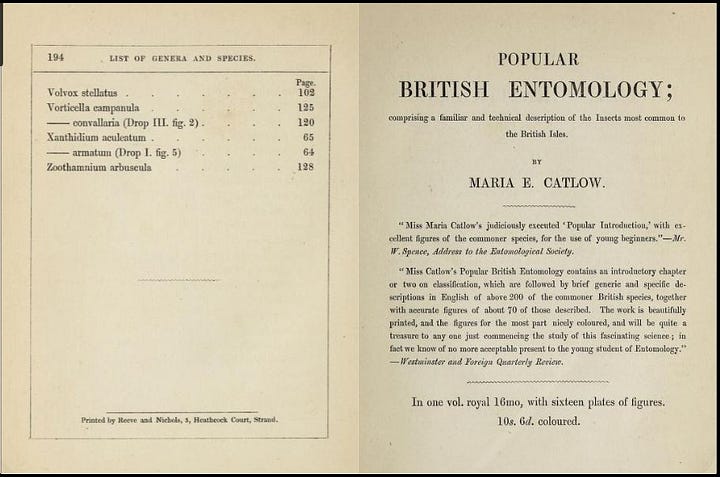 194 LIST OF GENERA AND SPECIES.
Page.
Volvox stellatus . . . . . . . 102
Vorticella campanula . . . . . . 125
—— convallaria (Drop III. fig. 2) . . . . 120
Xanthidium aculeatum . . . . . . 65
—— armatum (Drop I. fig. 5) . . . . 64
Zoothamnium arbuscula . . . . . 128
Printed by Reeve and Nichols, 5, Heathcock Court, Strand.
POPULAR
BRITISH ENTOMOLOGY;
comprising a familiar and technical description of the Insects most common to
the British Isles.
BY
MARIA E. CATLOW.
"Miss Maria Catlow's judiciously executed 'Popular Introduction,' with ex-
cellent figures of the commoner species, for the use of young beginners."—Mr.
W. Spence, Address to the Entomological Society.
"Miss Catlow's Popular British Entomology contains an introductory chapter
or two on classification, which are followed by brief generic and specific de-
scriptions in English of above 200 of the commoner British species, together
with accurate figures of about 70 of those described. The work is beautifully
printed, and the figures for the most part nicely coloured, and will be quite a
treasure to any one just commencing the study of this fascinating science; in
fact we know of no more acceptable present to the young student of Entomology."
—Westminster and Foreign Quarterly Review.
In one vol. royal 16mo, with sixteen plates of figures.
10s. 6d. coloured.